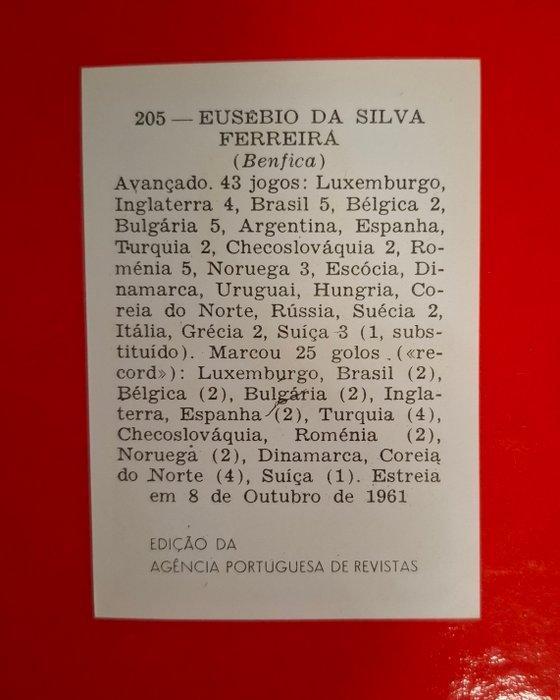 205 — EUSÉBIO DA SILVA
FERREIRA
(Benfica)
Avançado. 43 jogos: Luxemburgo,
Inglaterra 4, Brasil 5, Bélgica 2,
Bulgária 5, Argentina, Espanha,
Turquia 2, Checoslováquia 2, Ro-
ménia 5, Noruega 3, Escócia, Di-
namarca, Uruguai, Hungria, Co-
reia do Norte, Rússia, Suécia 2,
Itália, Grécia 2, Suíça 3 (1, subs-
tituído). Marcou 25 golos («re-
cord»): Luxemburgo, Brasil (2),
Bélgica (2), Bulgária (2), Ingla-
terra, Espanha (2), Turquia (4),
Checoslováquia, Roménia (2),
Noruega (2), Dinamarca, Coreia
do Norte (4), Suíça (1). Estreia
em 8 de Outubro de 1961
EDIÇÃO DA
AGÊNCIA PORTUGUESA DE REVISTAS